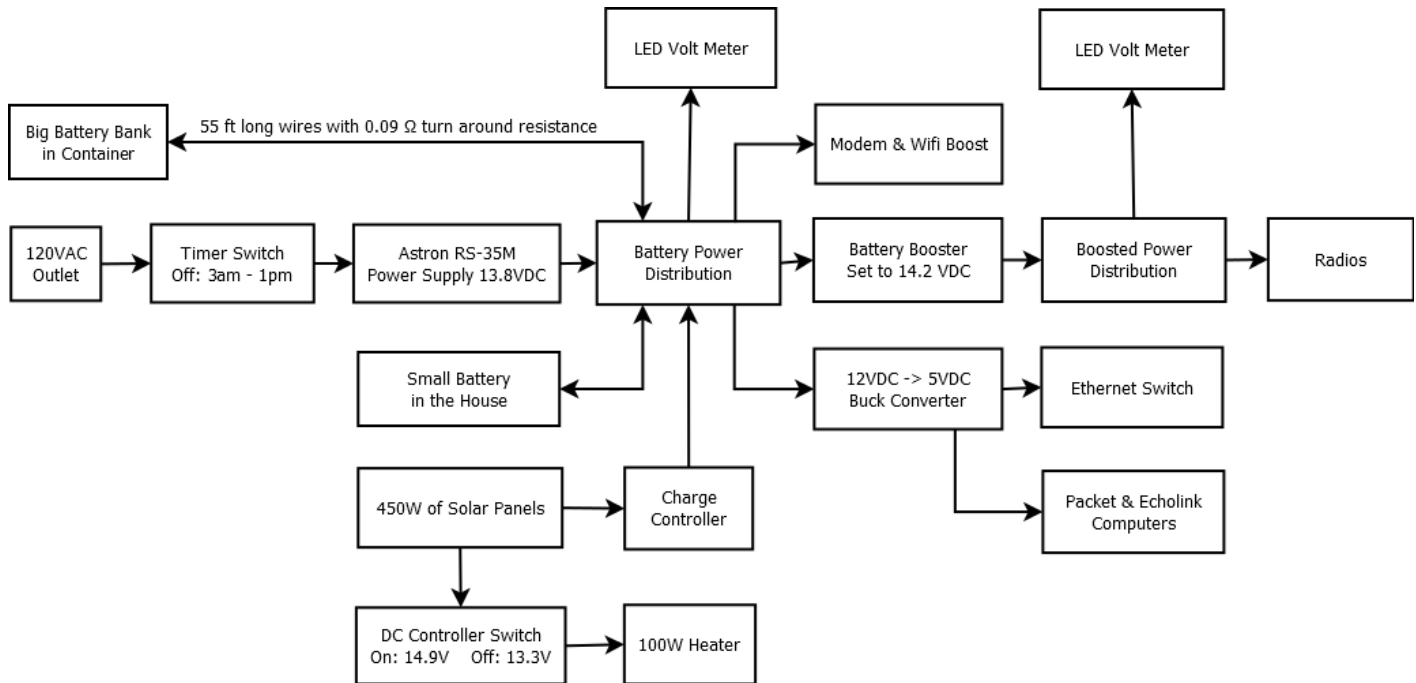 LED Volt Meter
LED Volt Meter
Big Battery Bank
in Container
55 ft long wires with 0.09 Ω turn around resistance
Modem & Wifi Boost
120VAC
Outlet
Timer Switch
Off: 3am - 1pm
Astron RS-35M
Power Supply 13.8VDC
Battery Power
Distribution
Battery Booster
Set to 14.2 VDC
Boosted Power
Distribution
Radios
Small Battery
in the House
12VDC -> 5VDC
Buck Converter
Ethernet Switch
450W of Solar Panels
Charge
Controller
Packet & Echolink
Computers
DC Controller Switch
On: 14.9V Off: 13.3V
100W Heater